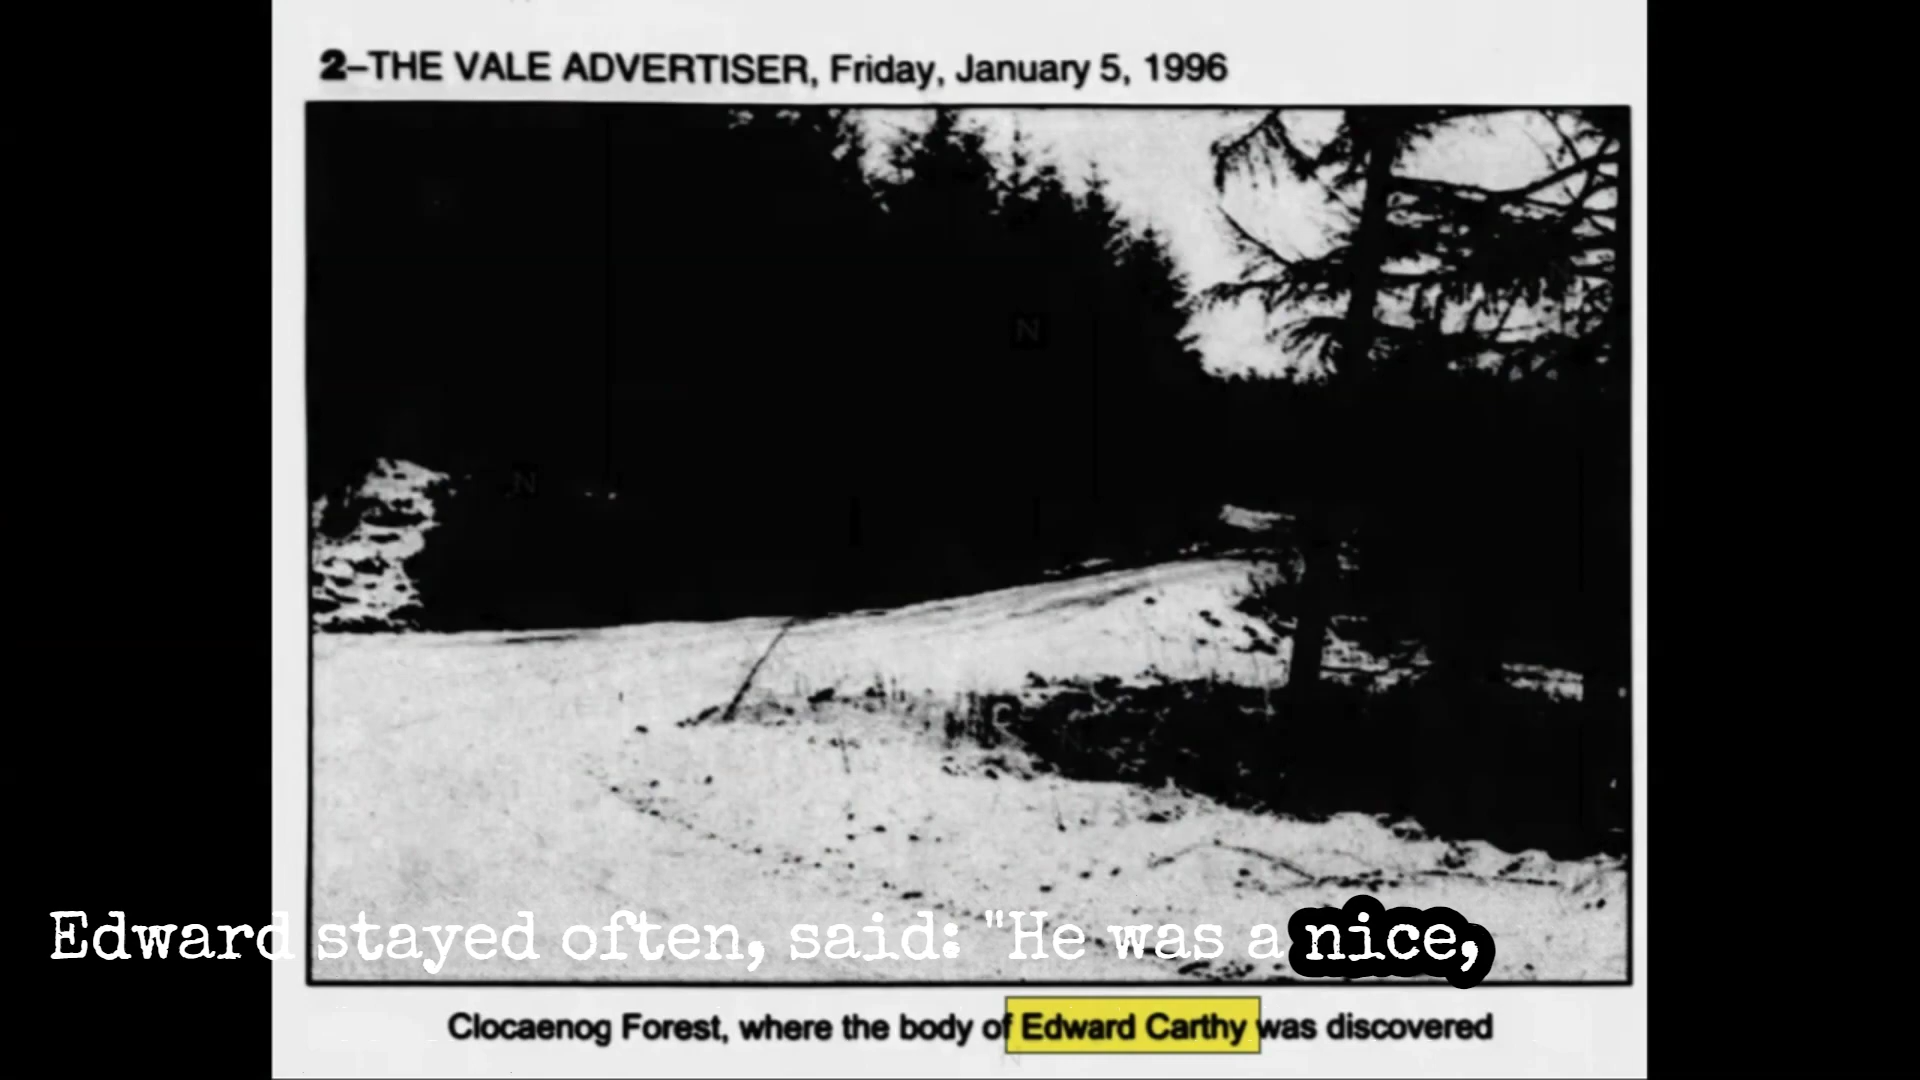 2–THE VALE ADVERTISER, Friday, January 5, 1996
Edward stayed often, said: "He was a nice,
Clocaenog Forest, where the body of Edward Carthy was discovered